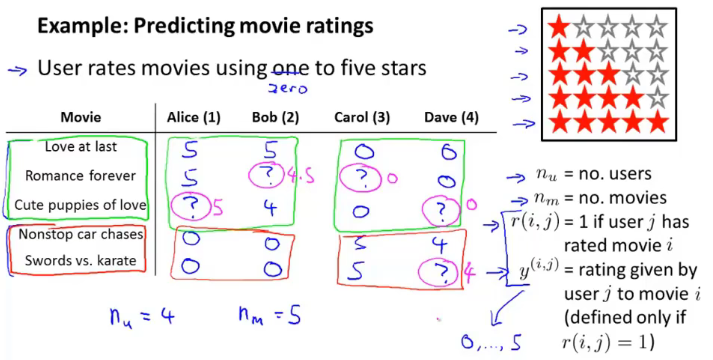 Example: Predicting movie ratings
→ User rates movies using one to five stars
zero
Movie Alice (1) Bob (2) Carol (3) Dave (4)
Love at last 5 5 0 0
Romance forever 5 ? 4.5 ? 0 0
Cute puppies of love ? 5 4 0 ? 0
Nonstop car chases 0 0 5 4
Swords vs. karate 0 0 5 ? 4
n_u = 4 n_m = 5
→ n_u = no. users
→ n_m = no. movies
→ r(i, j) = 1 if user j has
rated movie i
→ y^(i,j) = rating given by
user j to movie i
(defined only if
r(i, j) = 1)
0,...,5